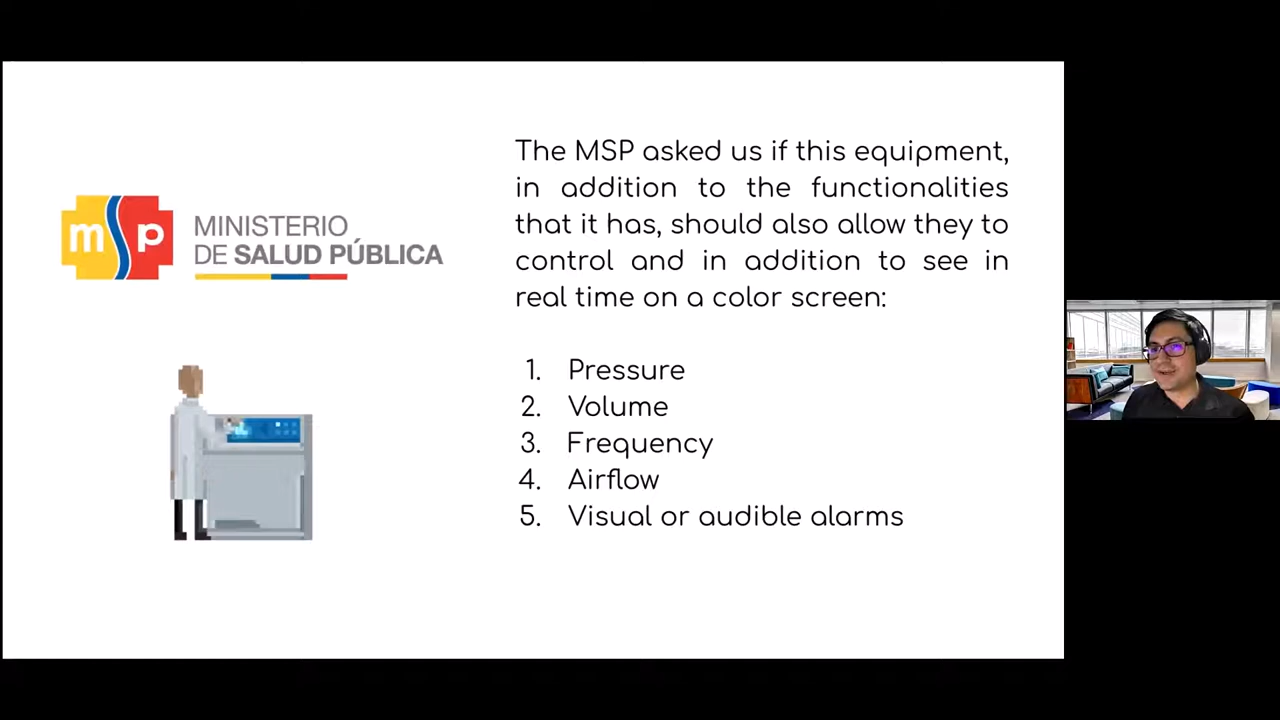 msp
MINISTERIO
DE SALUD PÚBLICA
The MSP asked us if this equipment,
in addition to the functionalities
that it has, should also allow they to
control and in addition to see in
real time on a color screen:
1. Pressure
2. Volume
3. Frequency
4. Airflow
5. Visual or audible alarms